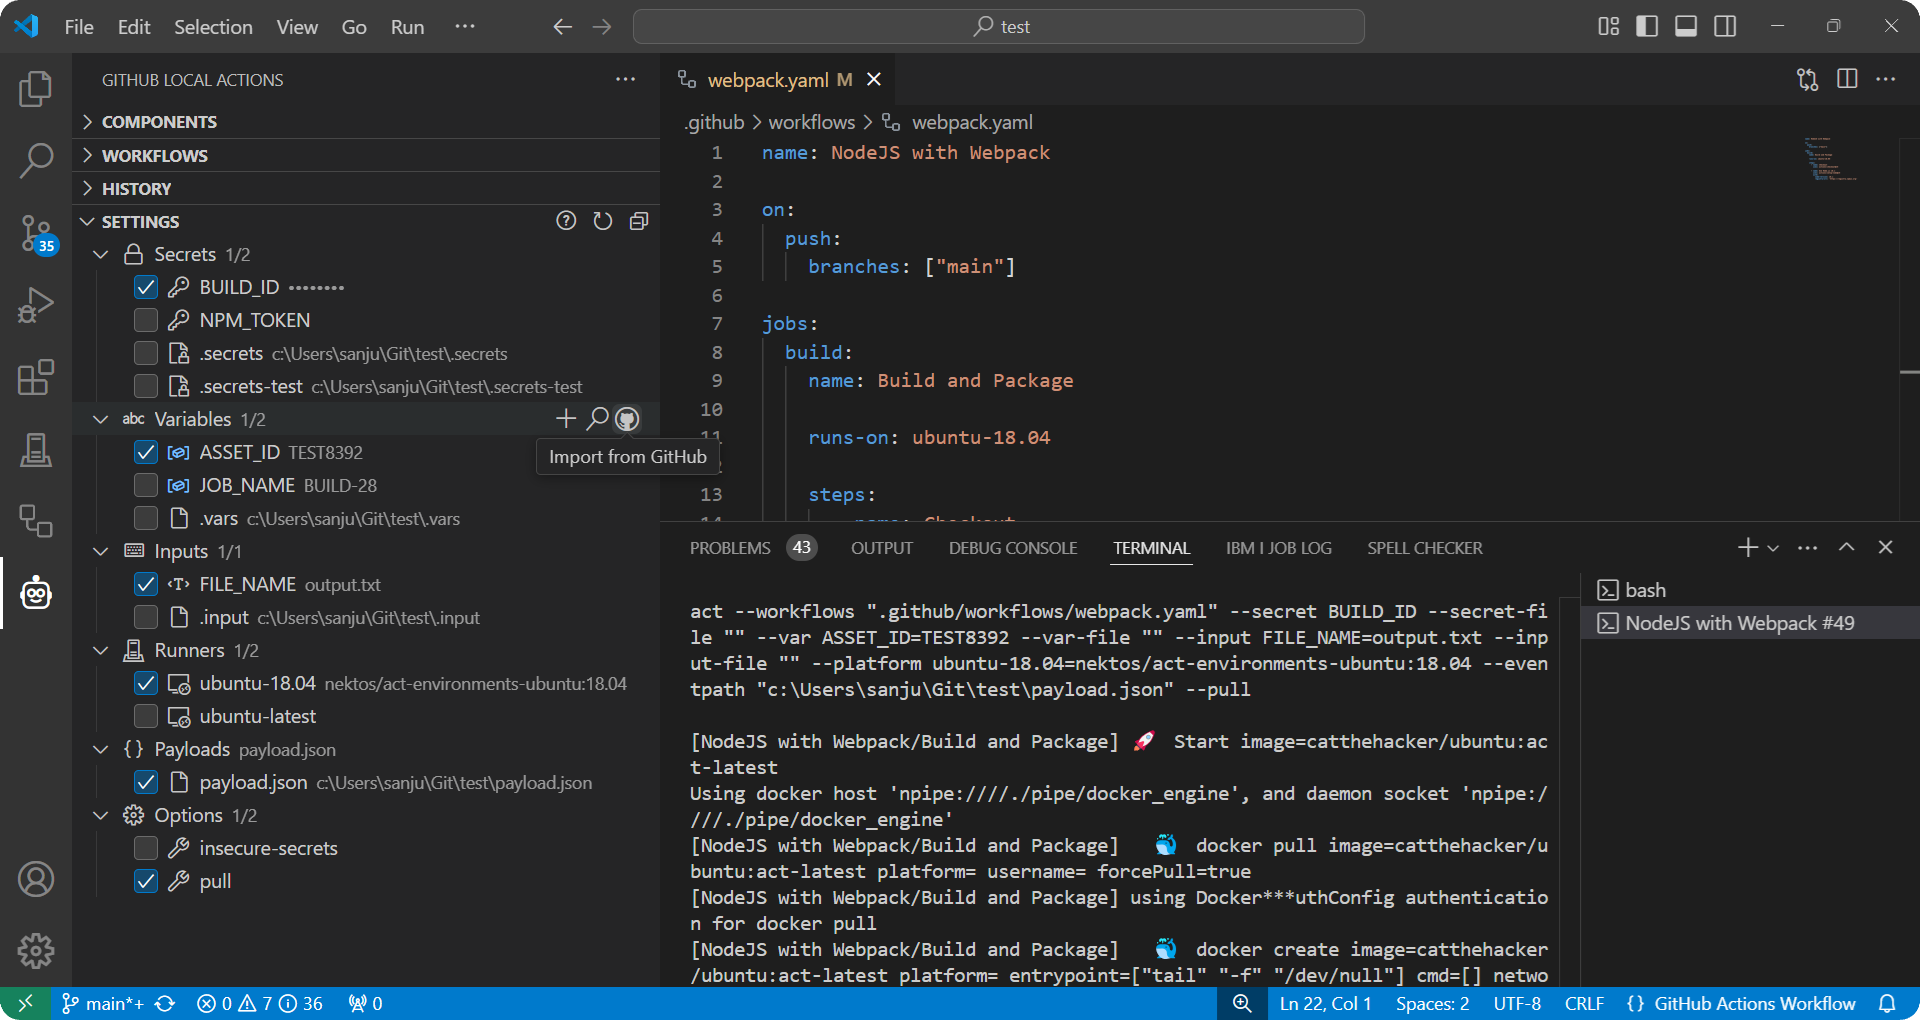 File Edit Selection View Go Run ···
test
GITHUB LOCAL ACTIONS
COMPONENTS
WORKFLOWS
HISTORY
SETTINGS
Secrets 1/2
BUILD_ID ••••••••
NPM_TOKEN
.secrets c:\Users\sanju\Git\test\.secrets
.secrets-test c:\Users\sanju\Git\test\.secrets-test
abc Variables 1/2
Import from GitHub
ASSET_ID TEST8392
JOB_NAME BUILD-28
.vars c:\Users\sanju\Git\test\.vars
Inputs 1/1
FILE_NAME output.txt
.input c:\Users\sanju\Git\test\.input
Runners 1/2
ubuntu-18.04 nektos/act-environments-ubuntu:18.04
ubuntu-latest
{} Payloads payload.json
payload.json c:\Users\sanju\Git\test\payload.json
Options 1/2
insecure-secrets
pull
35
webpack.yaml M
.github > workflows > webpack.yaml
1 name: NodeJS with Webpack
2
3 on:
4 push:
5 branches: ["main"]
6
7 jobs:
8 build:
9 name: Build and Package
10
11 runs-on: ubuntu-18.04
13 steps:
14 name: Checkout
PROBLEMS 43 OUTPUT DEBUG CONSOLE TERMINAL IBM I JOB LOG SPELL CHECKER
act --workflows ".github/workflows/webpack.yaml" --secret BUILD_ID --secret-fi
le "" --var ASSET_ID=TEST8392 --var-file "" --input FILE_NAME=output.txt --inp
ut-file "" --platform ubuntu-18.04=nektos/act-environments-ubuntu:18.04 --even
tpath "c:\Users\sanju\Git\test\payload.json" --pull
[NodeJS with Webpack/Build and Package] 🚀 Start image=catthehacker/ubuntu:ac
t-latest
Using docker host 'npipe:////./pipe/docker_engine', and daemon socket 'npipe:/
///./pipe/docker_engine'
[NodeJS with Webpack/Build and Package] 🐳 docker pull image=catthehacker/u
buntu:act-latest platform= username= forcePull=true
[NodeJS with Webpack/Build and Package] using Docker***uthConfig authenticatio
n for docker pull
[NodeJS with Webpack/Build and Package] 🐳 docker create image=catthehacker
/ubuntu:act-latest platform= entrypoint=["tail" "-f" "/dev/null"] cmd=[] netwo
bash
NodeJS with Webpack #49
main*+ 0 7 36 0
Ln 22, Col 1 Spaces: 2 UTF-8 CRLF {} GitHub Actions Workflow